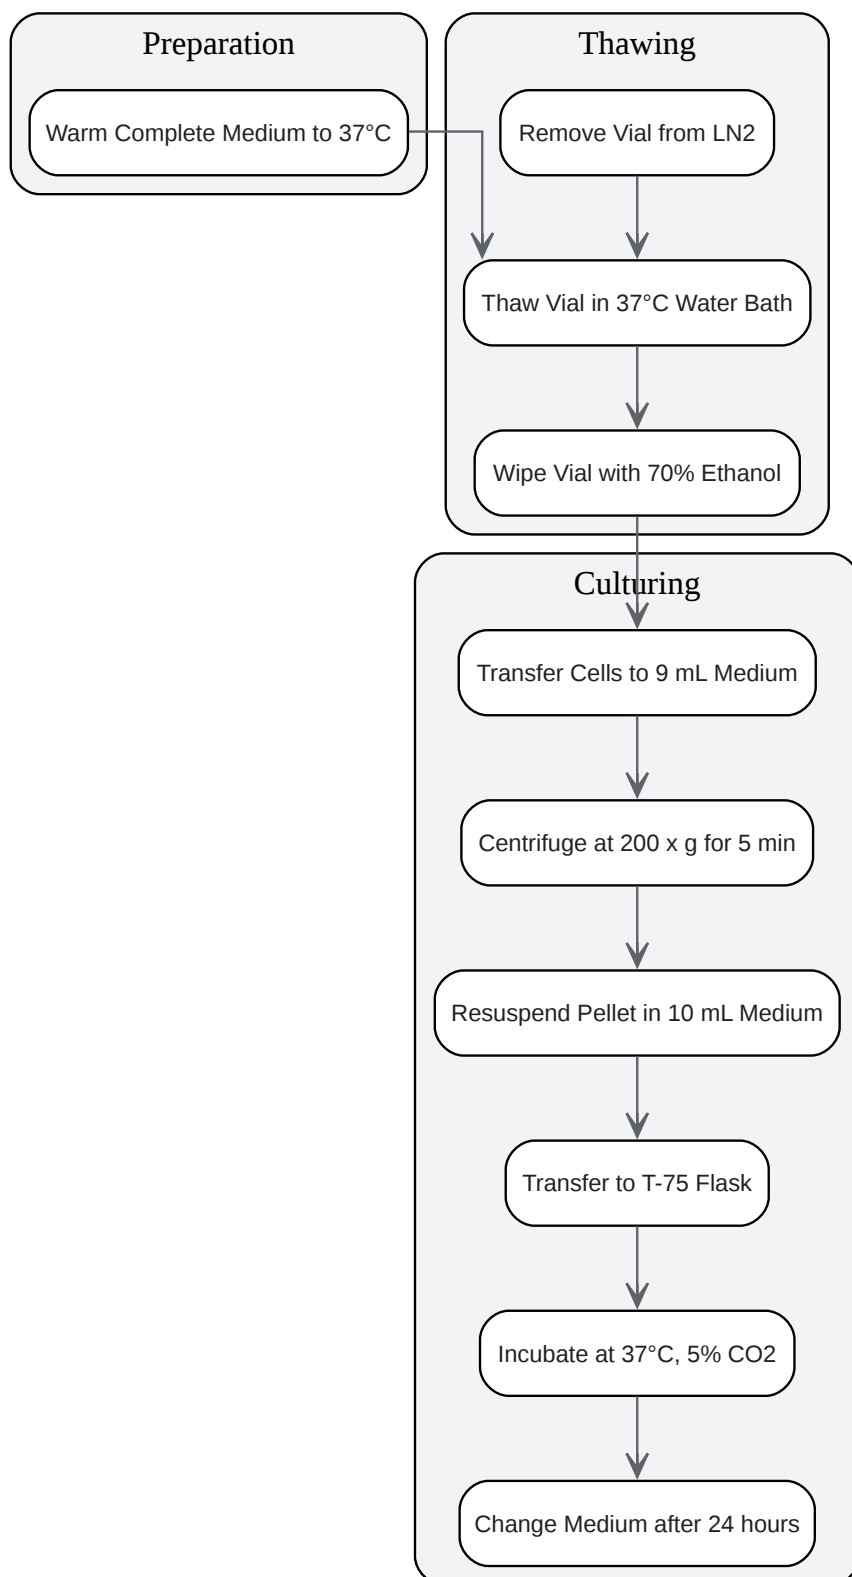 Preparation
Warm Complete Medium to 37°C
Thawing
Remove Vial from LN2
Thaw Vial in 37°C Water Bath
Wipe Vial with 70% Ethanol
Culturing
Transfer Cells to 9 mL Medium
Centrifuge at 200 x g for 5 min
Resuspend Pellet in 10 mL Medium
Transfer to T-75 Flask
Incubate at 37°C, 5% CO2
Change Medium after 24 hours